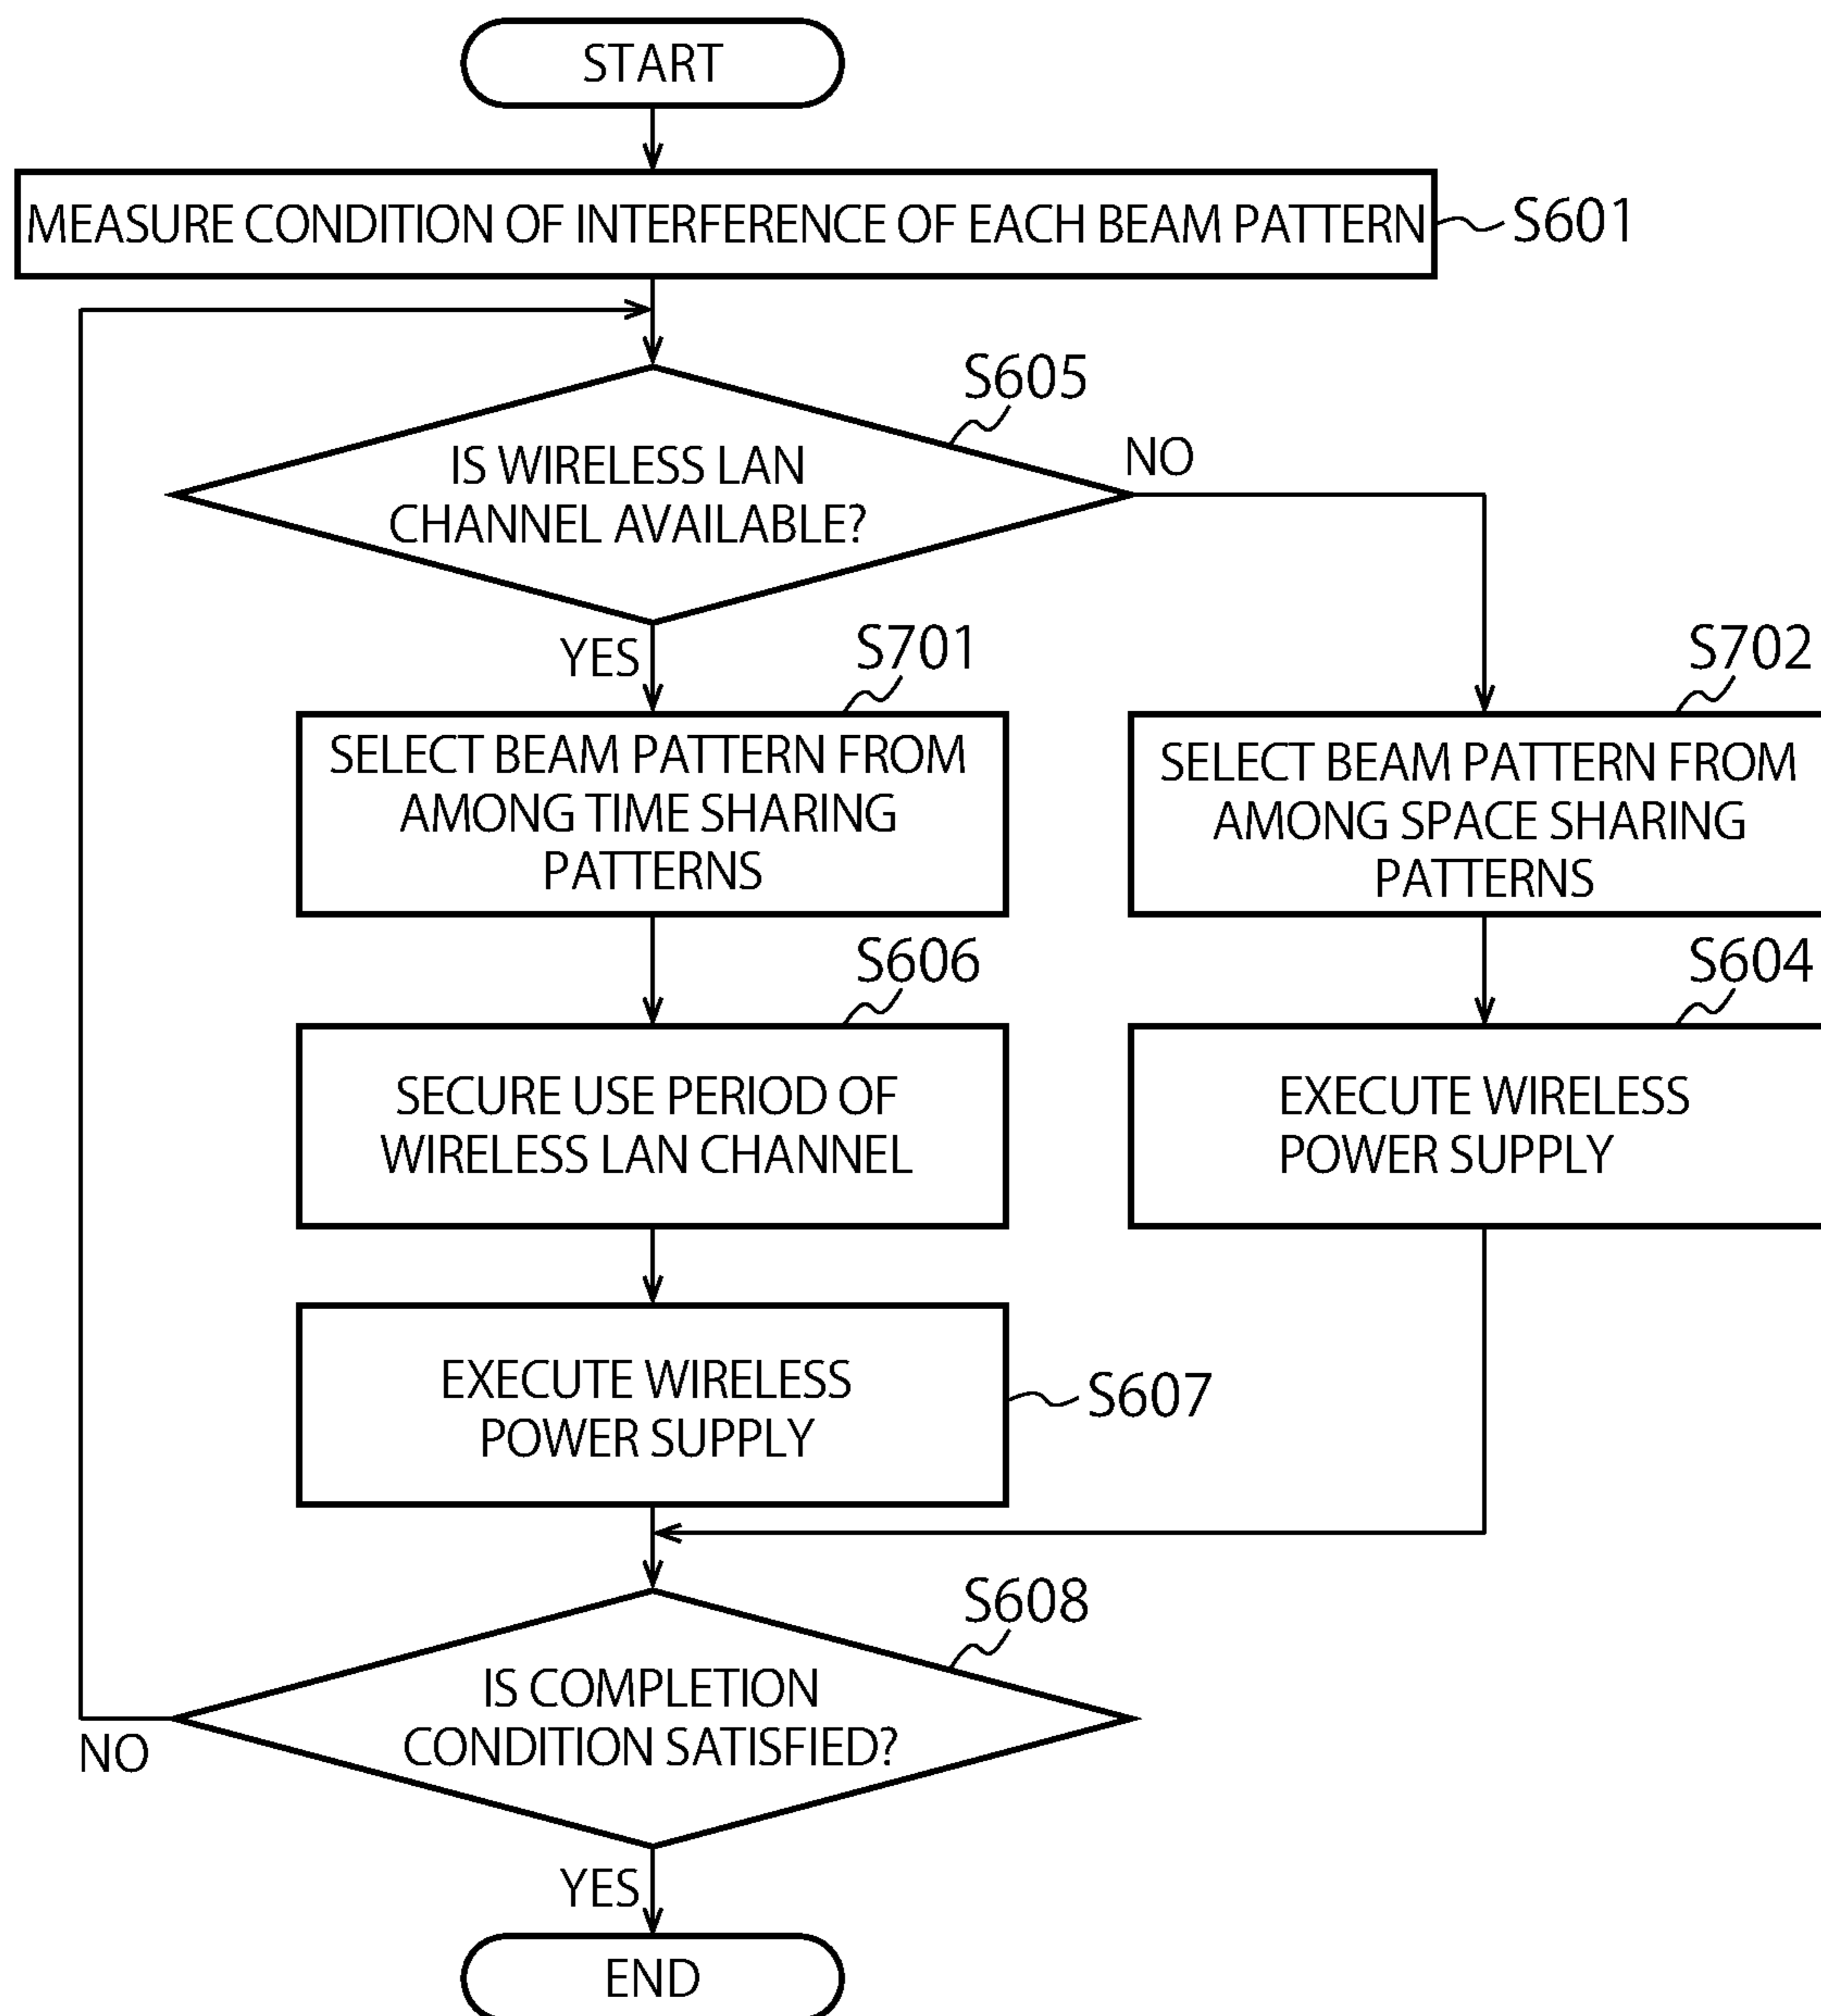 START
MEASURE CONDITION OF INTERFERENCE OF EACH BEAM PATTERN
S601
S605
IS WIRELESS LAN
CHANNEL AVAILABLE?
NO
YES
S701
SELECT BEAM PATTERN FROM
AMONG TIME SHARING
PATTERNS
S702
SELECT BEAM PATTERN FROM
AMONG SPACE SHARING
PATTERNS
S606
SECURE USE PERIOD OF
WIRELESS LAN CHANNEL
S604
EXECUTE WIRELESS
POWER SUPPLY
EXECUTE WIRELESS
POWER SUPPLY
S607
S608
IS COMPLETION
CONDITION SATISFIED?
NO
YES
END